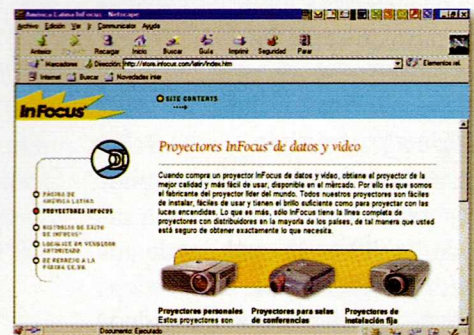 América Latina InFocus - Netscape
Archivo Edición Ver Ir Communicator Ayuda
Anterior Recargar Inicio Buscar Guía Imprimir Seguridad Parar
Marcadores Dirección: http://store.infocus.com/latin/index.htm Elementos rel.
Internet Buscar Novedades inter
InFocus
SITE CONTENTS
Proyectores InFocus® de datos y video
Cuando compra un proyector InFocus de datos y video, obtiene el proyector de la
mejor calidad y más fácil de usar, disponible en el mercado. Por ello es que somos
el fabricante del proyector líder del mundo. Todos nuestros proyectores son fáciles
de instalar, fáciles de usar y tienen el brillo suficiente como para proyectar con las
luces encendidas. Lo que es más, sólo InFocus tiene la línea completa de
proyectores con distribuidores en la mayoría de los países, de tal manera que usted
está seguro de obtener exactamente lo que necesita.
PÁGINA DE
AMÉRICA LATINA
PROYECTORES INFOCUS
HISTORIAS DE ÉXITO
DE INFOCUS®
LOCALICE UN VENDEDOR
AUTORIZADO
DE REGRESO A LA
PÁGINA EE.UU
Proyectores personales
Estos proyectores son
Proyectores para salas
de conferencias
Proyectores de
instalación fija
Documento: Ejecutado